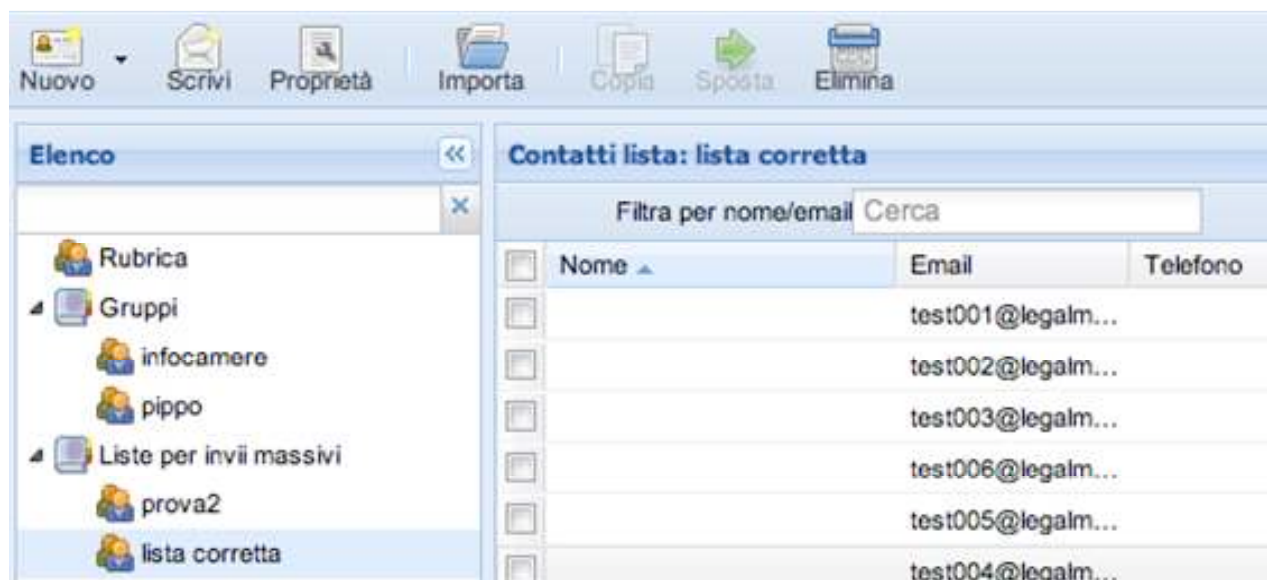 Nuovo Scrivi Proprietà Importa Copia Sposta Elimina
Elenco
Contatti lista: lista corretta
Filtra per nome/email Cerca
Rubrica
Nome Email Telefono
Gruppi
test001@legalm...
infocamere
test002@legalm...
pippo
test003@legalm...
Liste per invii massivi
test006@legalm...
prova2
test005@legalm...
lista corretta
test004@legalm...